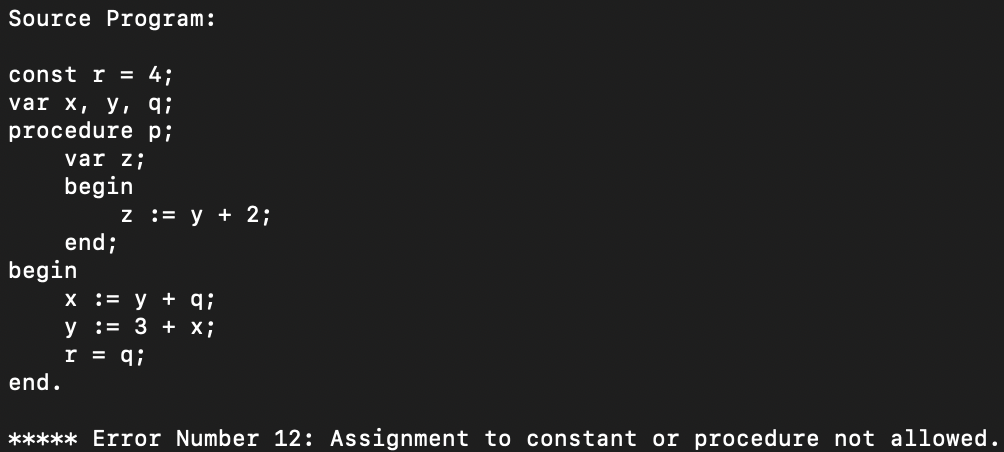 Source Program:
const r = 4;
var x, y, q;
procedure p;
    var z;
    begin
        z := y + 2;
    end;
begin
    x := y + q;
    y := 3 + x;
    r = q;
end.
***** Error Number 12: Assignment to constant or procedure not allowed.